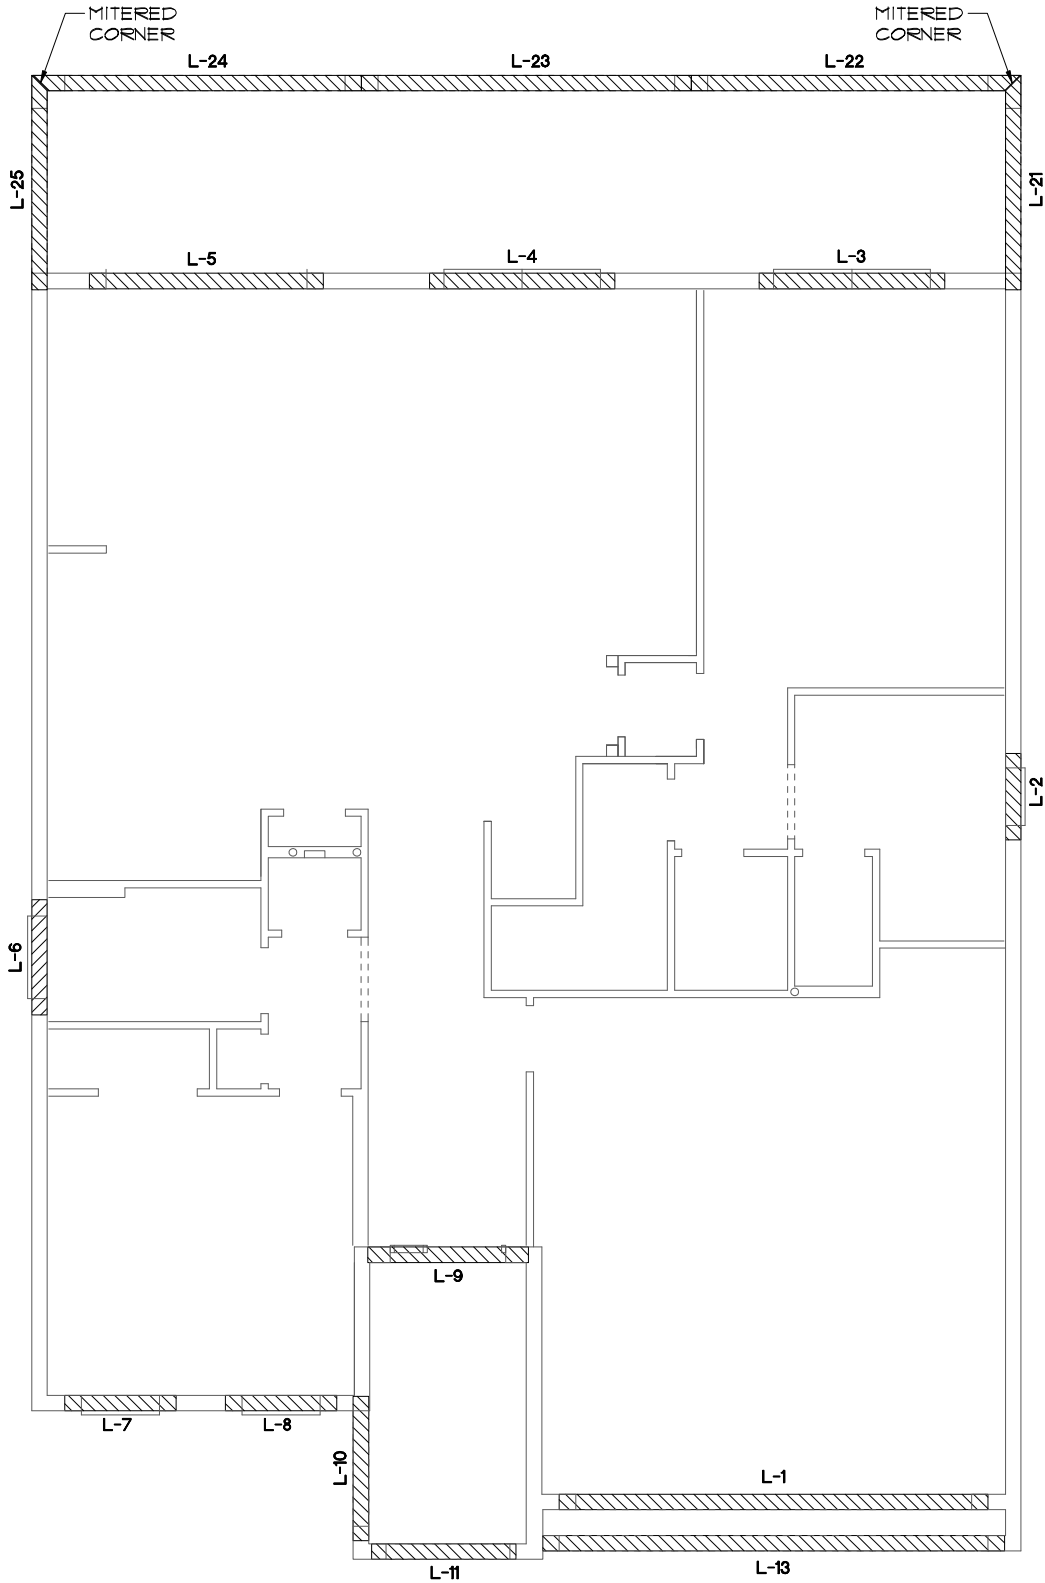 MITERED
CORNER
MITERED
CORNER
L-24
L-23
L-22
L-25
L-21
L-5
L-4
L-3
L-2
L-6
L-9
L-7
L-8
L-10
L-1
L-11
L-13